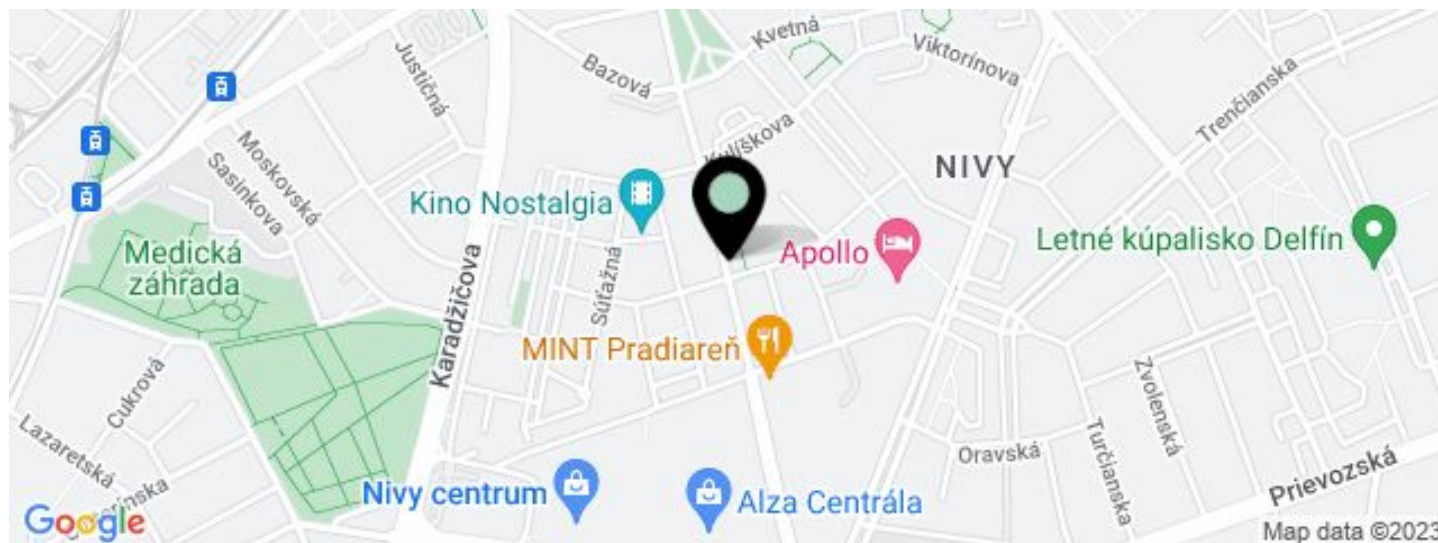 Kvetná
Viktorínova
Bazová
Justičná
Trenčianska
Kulíškova
Moskovská
Sasinkova
NIVY
Kino Nostalgia
Letné kúpalisko Delfín
Medická
záhrada
Apollo
Súťažná
Karadžičova
MINT Pradiareň
Cukrová
Zvolenská
Lazaretská
Oravská
Turčianska
Prievozská
Nivy centrum
Alza Centrála
Google
Map data ©2023